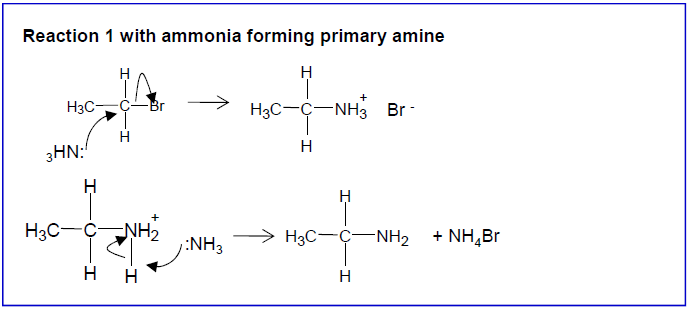 Reaction 1 with ammonia forming primary amine
H H
H₃C C Br H₃C C NH₃⁺ Br -
H H
₃HN:
H H
H₃C C NH₂⁺ :NH₃ H₃C C NH₂ + NH₄Br
H H H